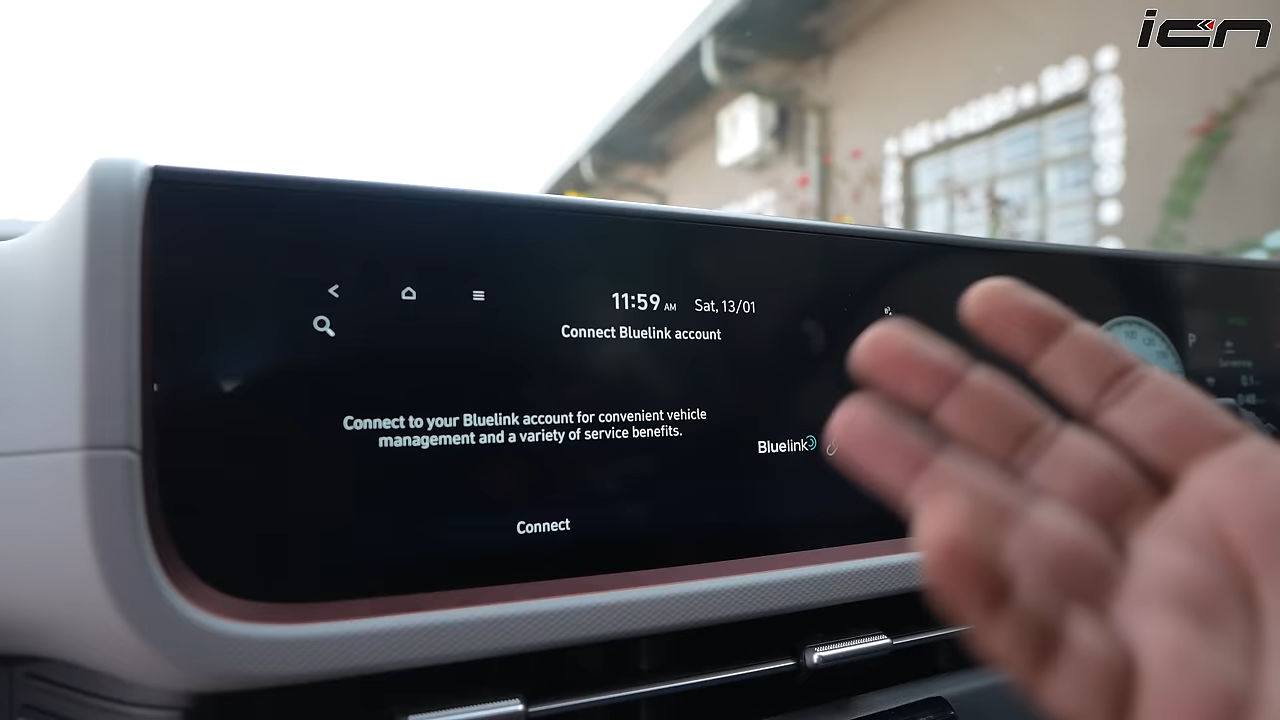 icn
11:59 AM Sat, 13/01
Connect Bluelink account
Connect to your Bluelink account for convenient vehicle
management and a variety of service benefits.
Bluelink
Connect
P